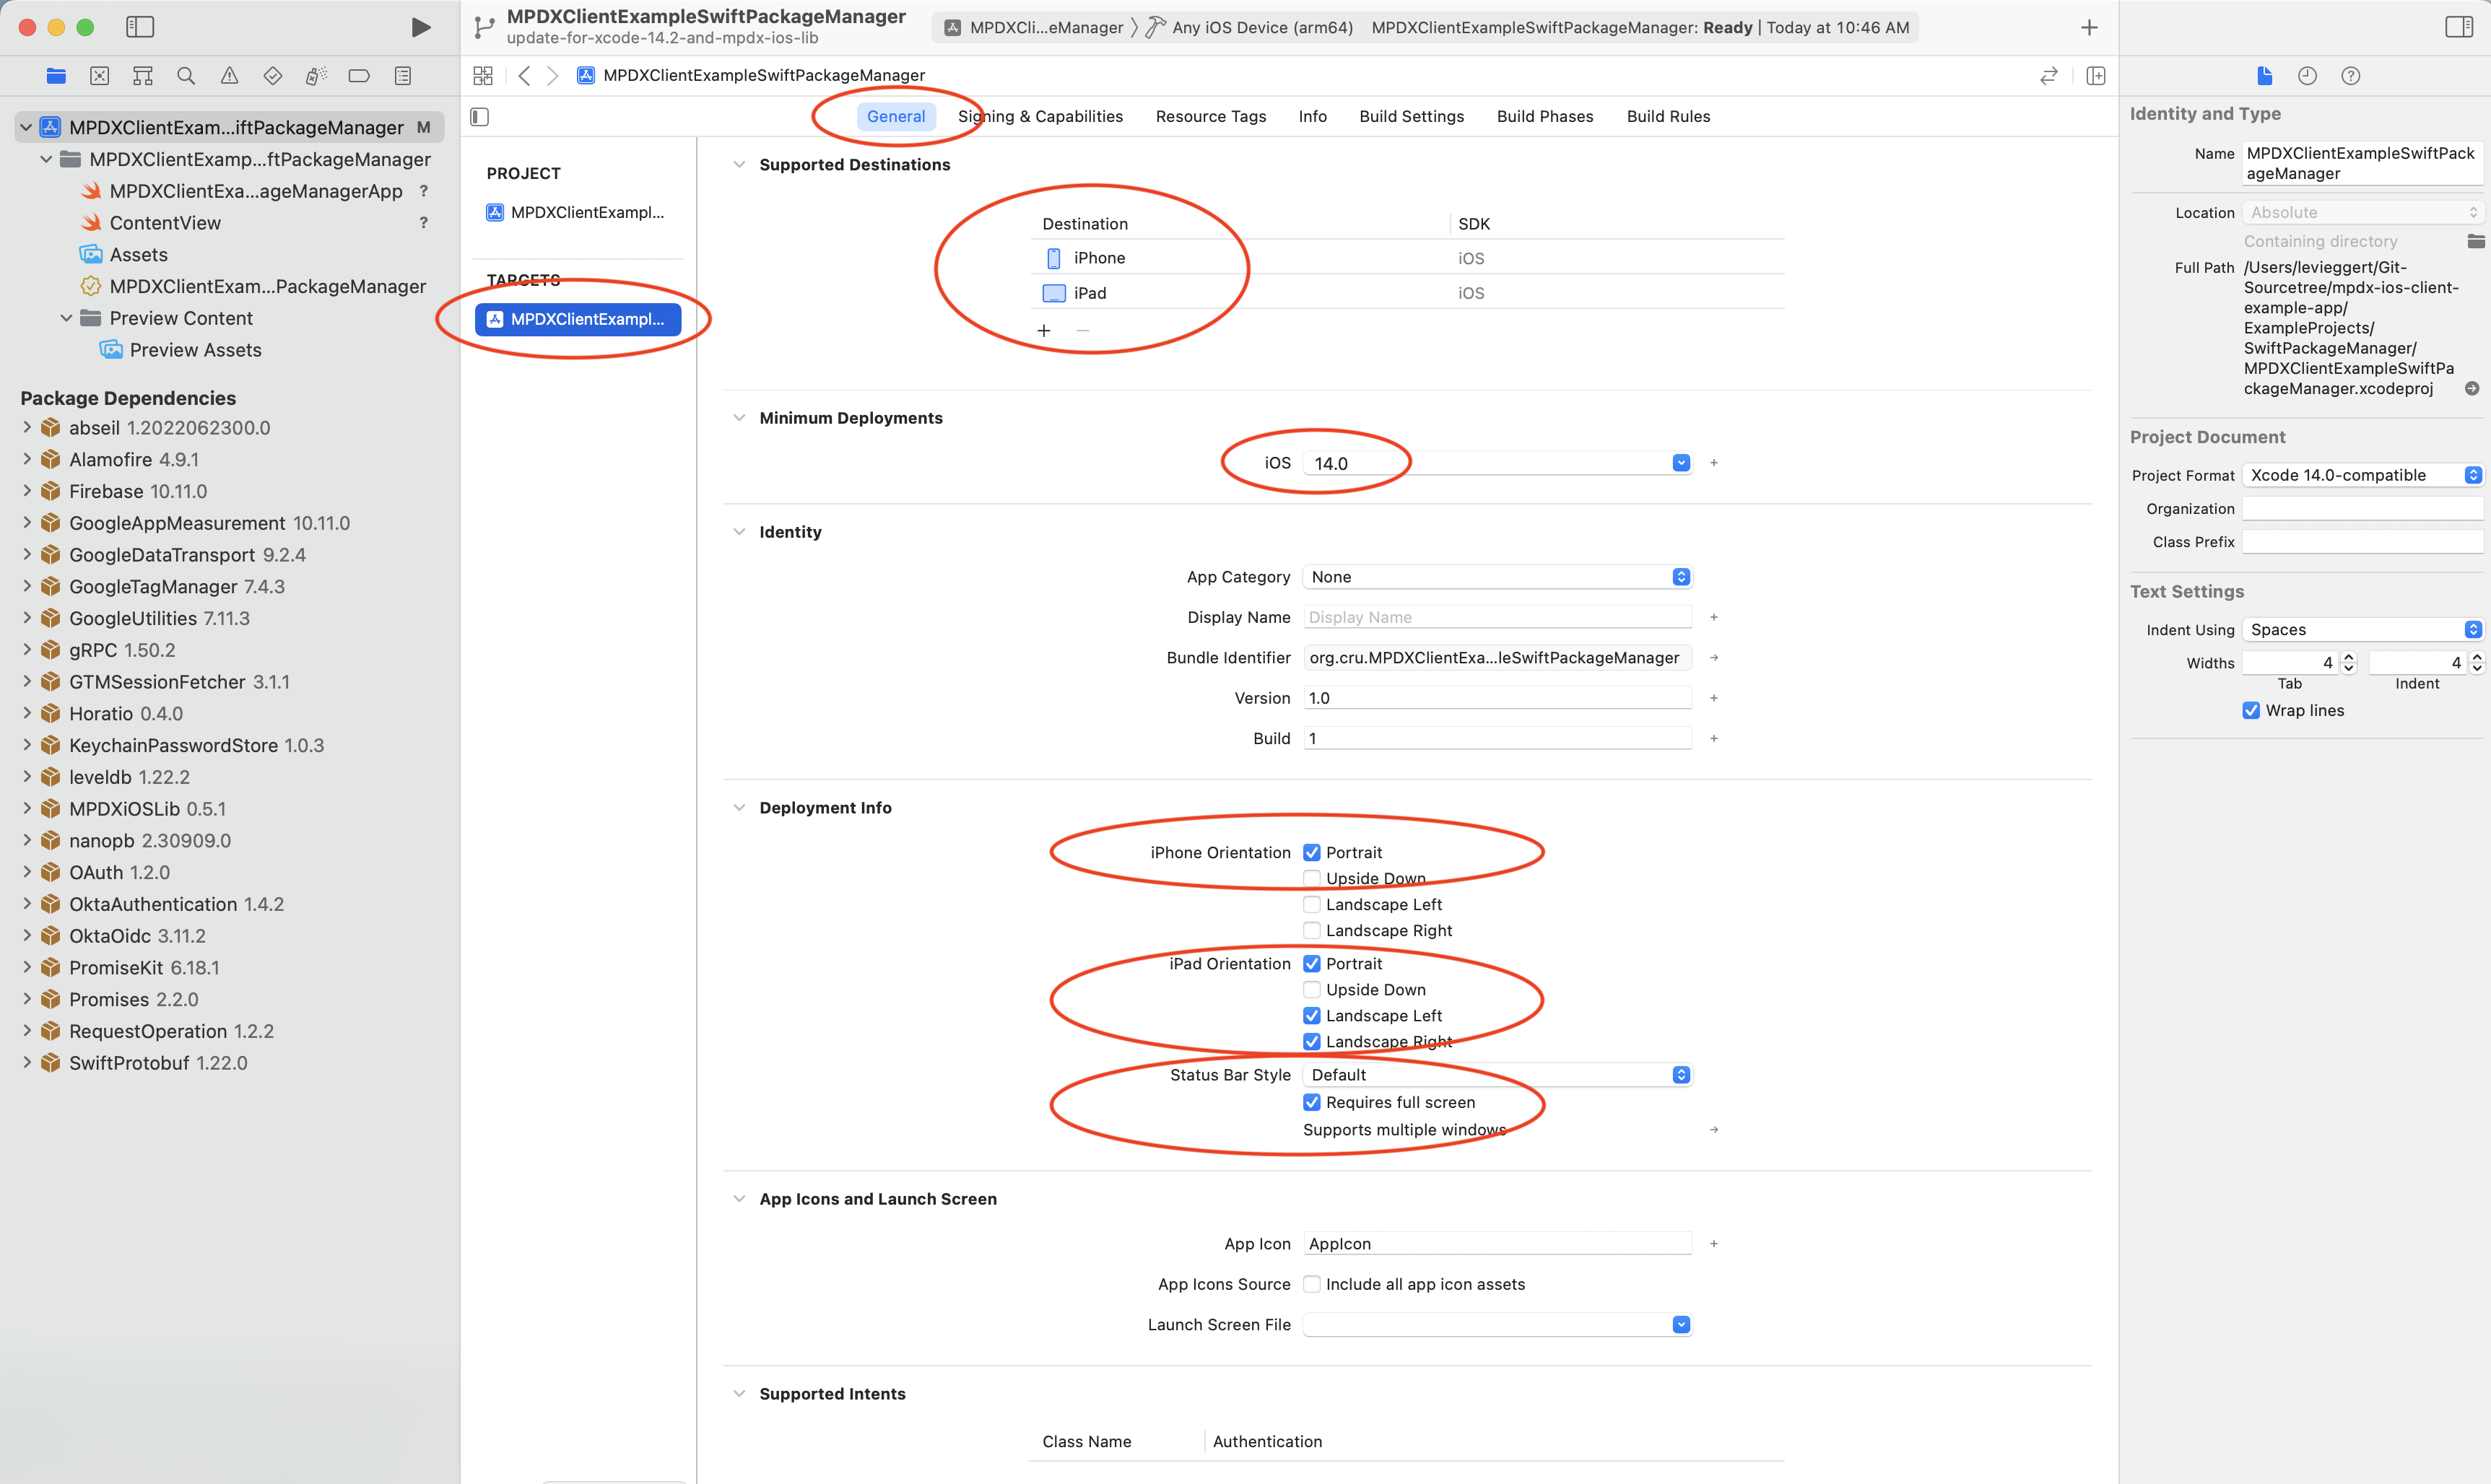 MPDXClientExampleSwiftPackageManager
update-for-xcode-14.2-and-mpdx-ios-lib
MPDXCli...eManager
Any iOS Device (arm64)
MPDXClientExampleSwiftPackageManager: Ready | Today at 10:46 AM
MPDXClientExam...iftPackageManager M
MPDXClientExamp...ftPackageManager
MPDXClientExa...ageManagerApp ?
ContentView ?
Assets
MPDXClientExam...PackageManager
Preview Content
Preview Assets
Package Dependencies
abseil 1.2022062300.0
Alamofire 4.9.1
Firebase 10.11.0
GoogleAppMeasurement 10.11.0
GoogleDataTransport 9.2.4
GoogleTagManager 7.4.3
GoogleUtilities 7.11.3
gRPC 1.50.2
GTMSessionFetcher 3.1.1
Horatio 0.4.0
KeychainPasswordStore 1.0.3
leveldb 1.22.2
MPDXiOSLib 0.5.1
nanopb 2.30909.0
OAuth 1.2.0
OktaAuthentication 1.4.2
OktaOidc 3.11.2
PromiseKit 6.18.1
Promises 2.2.0
RequestOperation 1.2.2
SwiftProtobuf 1.22.0
MPDXClientExampleSwiftPackageManager
General Signing & Capabilities Resource Tags Info Build Settings Build Phases Build Rules
PROJECT
MPDXClientExampl...
TARGETS
MPDXClientExampl...
Supported Destinations
Destination SDK
iPhone iOS
iPad iOS
Minimum Deployments
iOS 14.0
Identity
App Category None
Display Name Display Name
Bundle Identifier org.cru.MPDXClientExa...leSwiftPackageManager
Version 1.0
Build 1
Deployment Info
iPhone Orientation Portrait
Upside Down
Landscape Left
Landscape Right
iPad Orientation Portrait
Upside Down
Landscape Left
Landscape Right
Status Bar Style Default
Requires full screen
Supports multiple windows
App Icons and Launch Screen
App Icon AppIcon
App Icons Source Include all app icon assets
Launch Screen File
Supported Intents
Class Name Authentication
Identity and Type
Name MPDXClientExampleSwiftPack
ageManager
Location Absolute
Containing directory
Full Path /Users/levieggert/Git-
Sourcetree/mpdx-ios-client-
example-app/
ExampleProjects/
SwiftPackageManager/
MPDXClientExampleSwiftPa
ckageManager.xcodeproj
Project Document
Project Format Xcode 14.0-compatible
Organization
Class Prefix
Text Settings
Indent Using Spaces
Widths 4 4
Tab Indent
Wrap lines